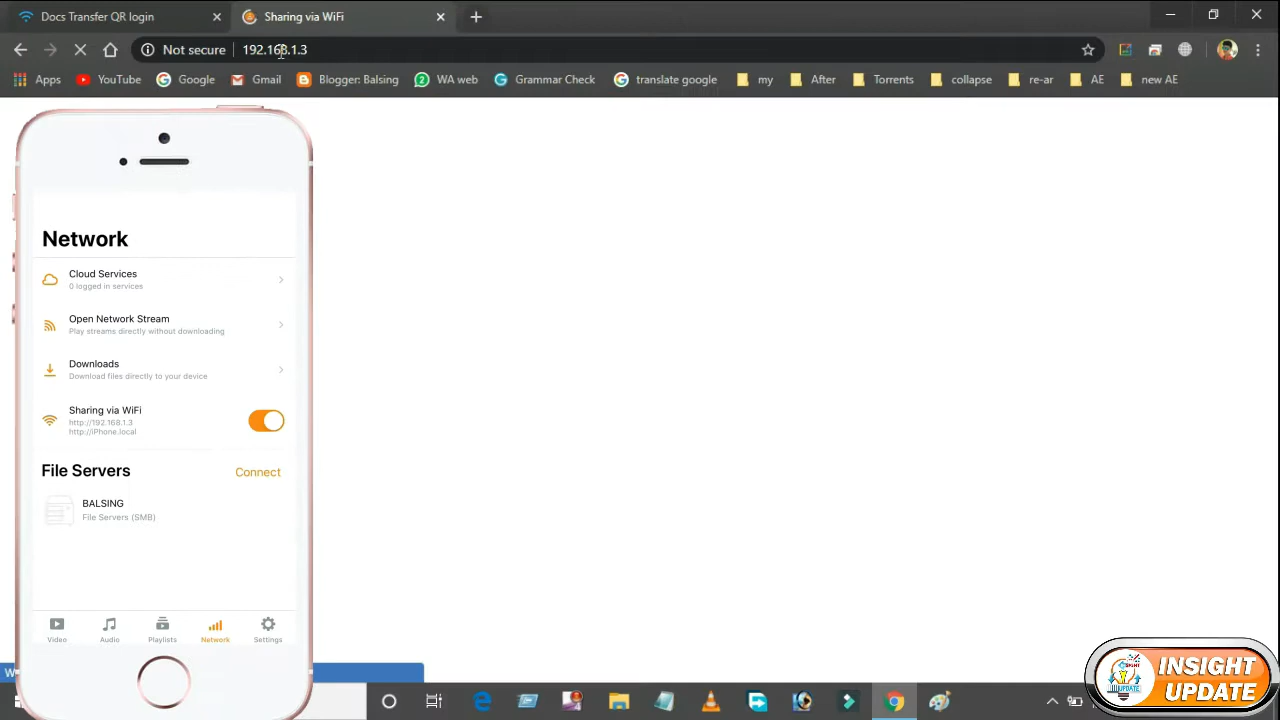 Docs Transfer QR login
Sharing via WiFi
Not secure
192.168.1.3
Apps
YouTube
Google
Gmail
Blogger: Balsing
2 WA web
Grammar Check
translate google
my
After
Torrents
collapse
re-ar
AE
new AE
Network
Cloud Services
0 logged in services
Open Network Stream
Play streams directly without downloading
Downloads
Download files directly to your device
Sharing via WiFi
http://192.168.1.3
http://iPhone.local
File Servers
Connect
BALSING
File Servers (SMB)
Video
Audio
Playlists
Network
Settings
W
INSIGHT
UPDATE